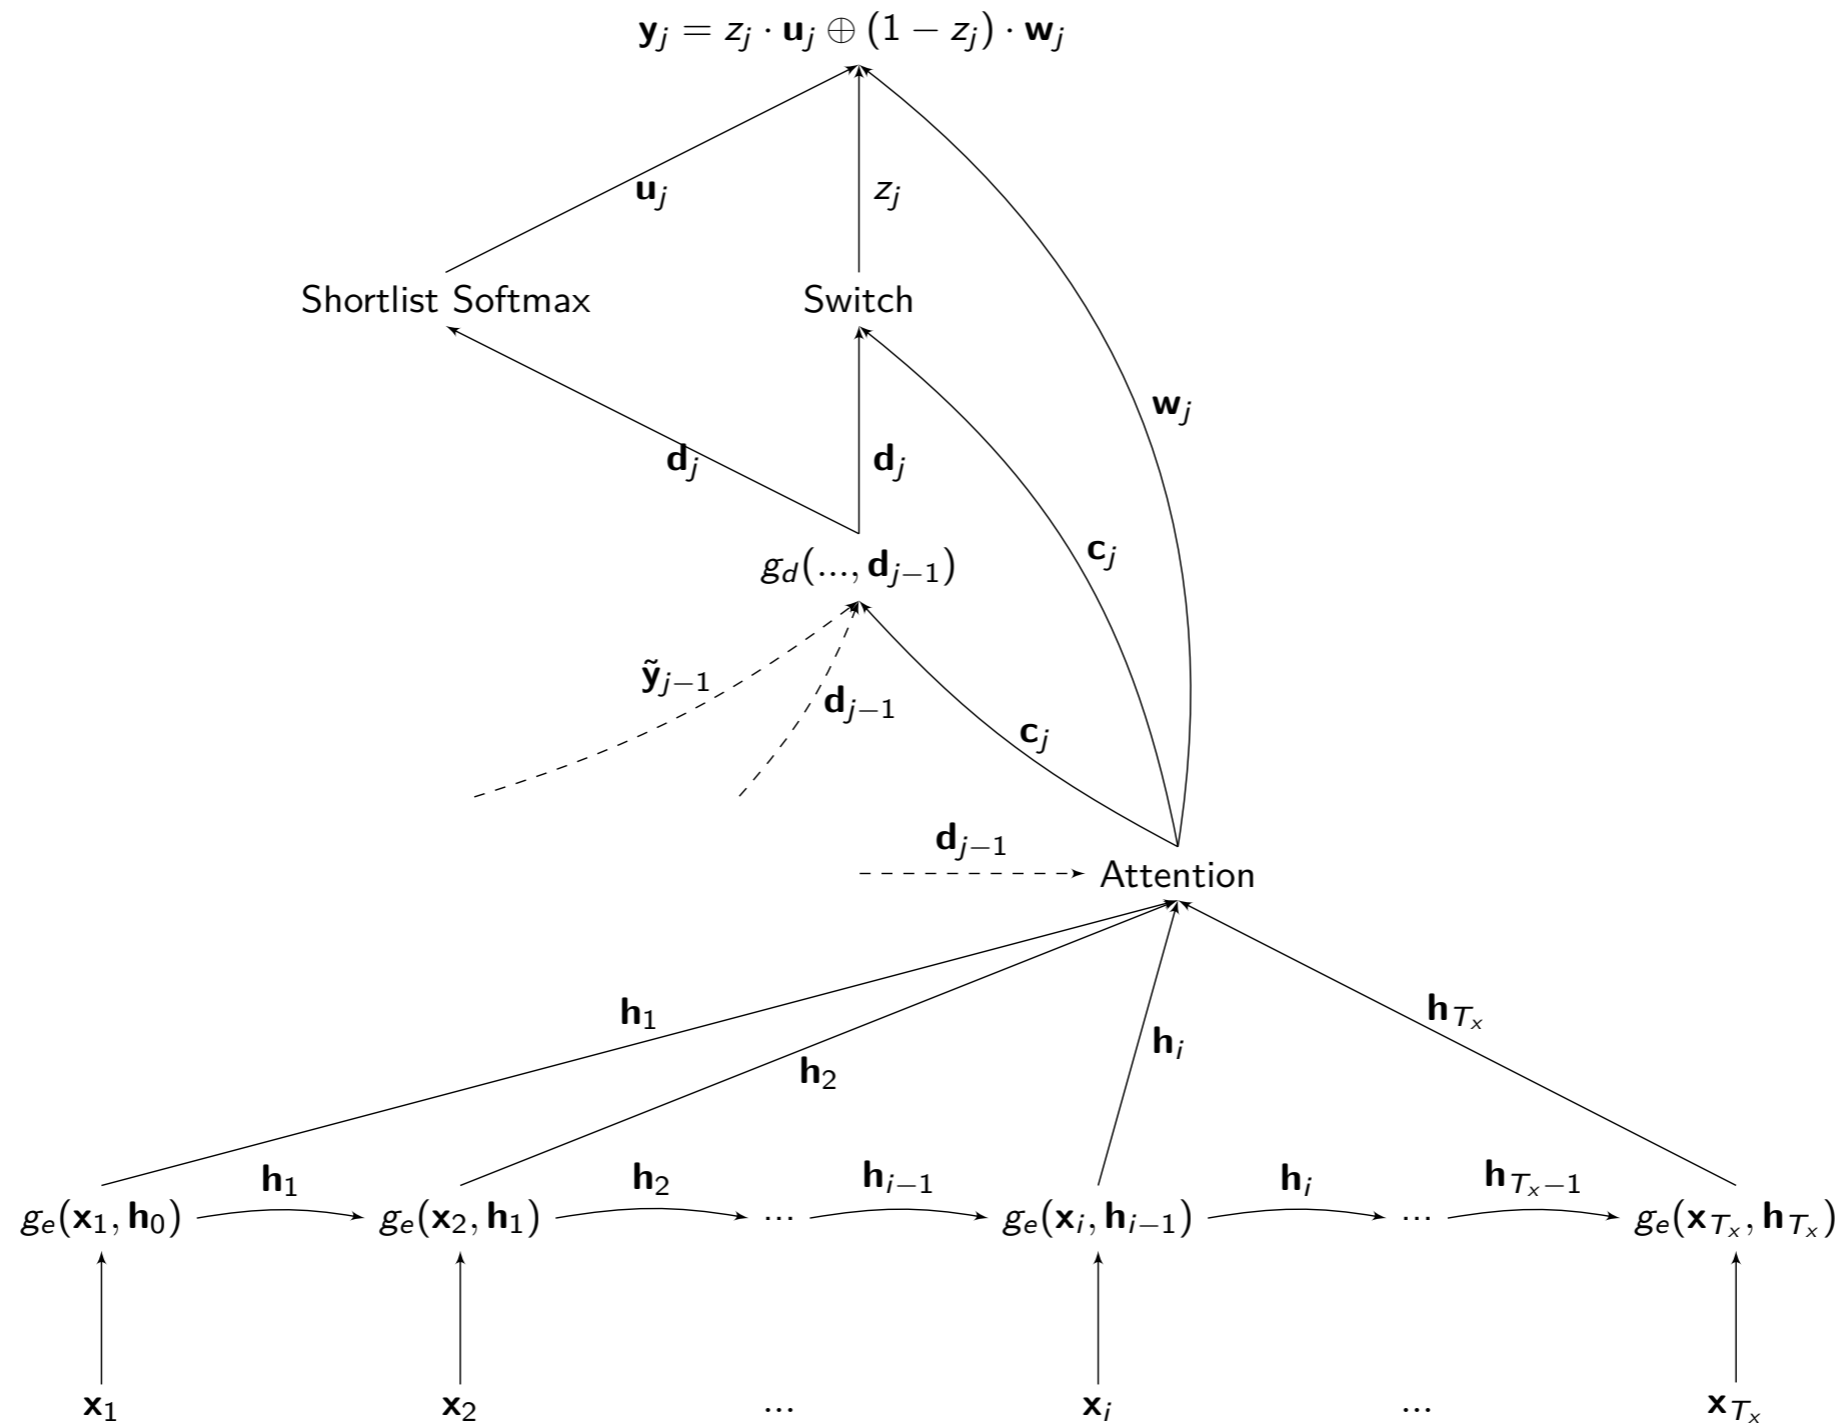 𝐲_j = z_j · 𝐮_j ⊕ (1 − z_j) · 𝐰_j
𝐮_j z_j
Shortlist Softmax Switch
𝐰_j
𝐝_j 𝐝_j
𝐜_j
g_d(..., 𝐝_{j−1})
𝐲̃_{j−1} 𝐝_{j−1}
𝐜_j
𝐝_{j−1}
Attention
𝐡_1 𝐡_{T_x}
𝐡_2 𝐡_i
𝐡_1 𝐡_2 𝐡_{i−1} 𝐡_i 𝐡_{T_x−1}
g_e(𝐱_1, 𝐡_0) g_e(𝐱_2, 𝐡_1) ... g_e(𝐱_i, 𝐡_{i−1}) ... g_e(𝐱_{T_x}, 𝐡_{T_x})
𝐱_1 𝐱_2 ... 𝐱_i ... 𝐱_{T_x}